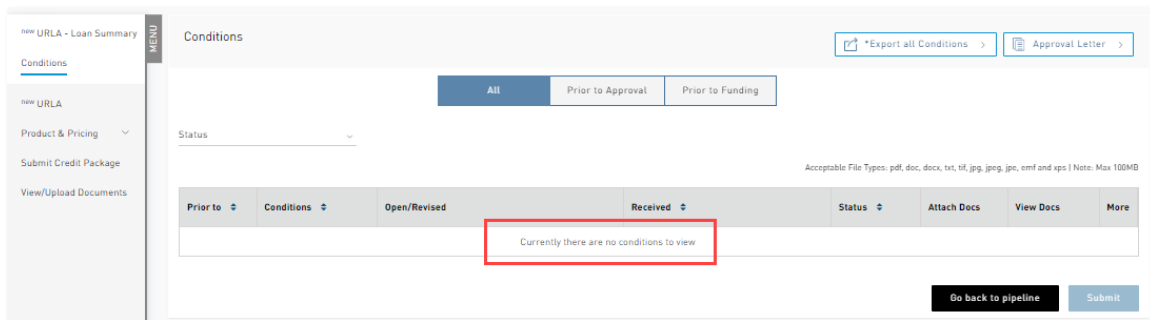 new URLA - Loan Summary
Conditions
new URLA
Product & Pricing
Submit Credit Package
View/Upload Documents
MENU
Conditions
*Export all Conditions >
Approval Letter >
All
Prior to Approval
Prior to Funding
Status
Acceptable File Types: pdf, doc, docx, txt, tif, jpg, jpeg, jpe, emf and xps | Note: Max 100MB
Prior to Conditions Open/Revised Received Status Attach Docs View Docs More
Currently there are no conditions to view
Go back to pipeline
Submit